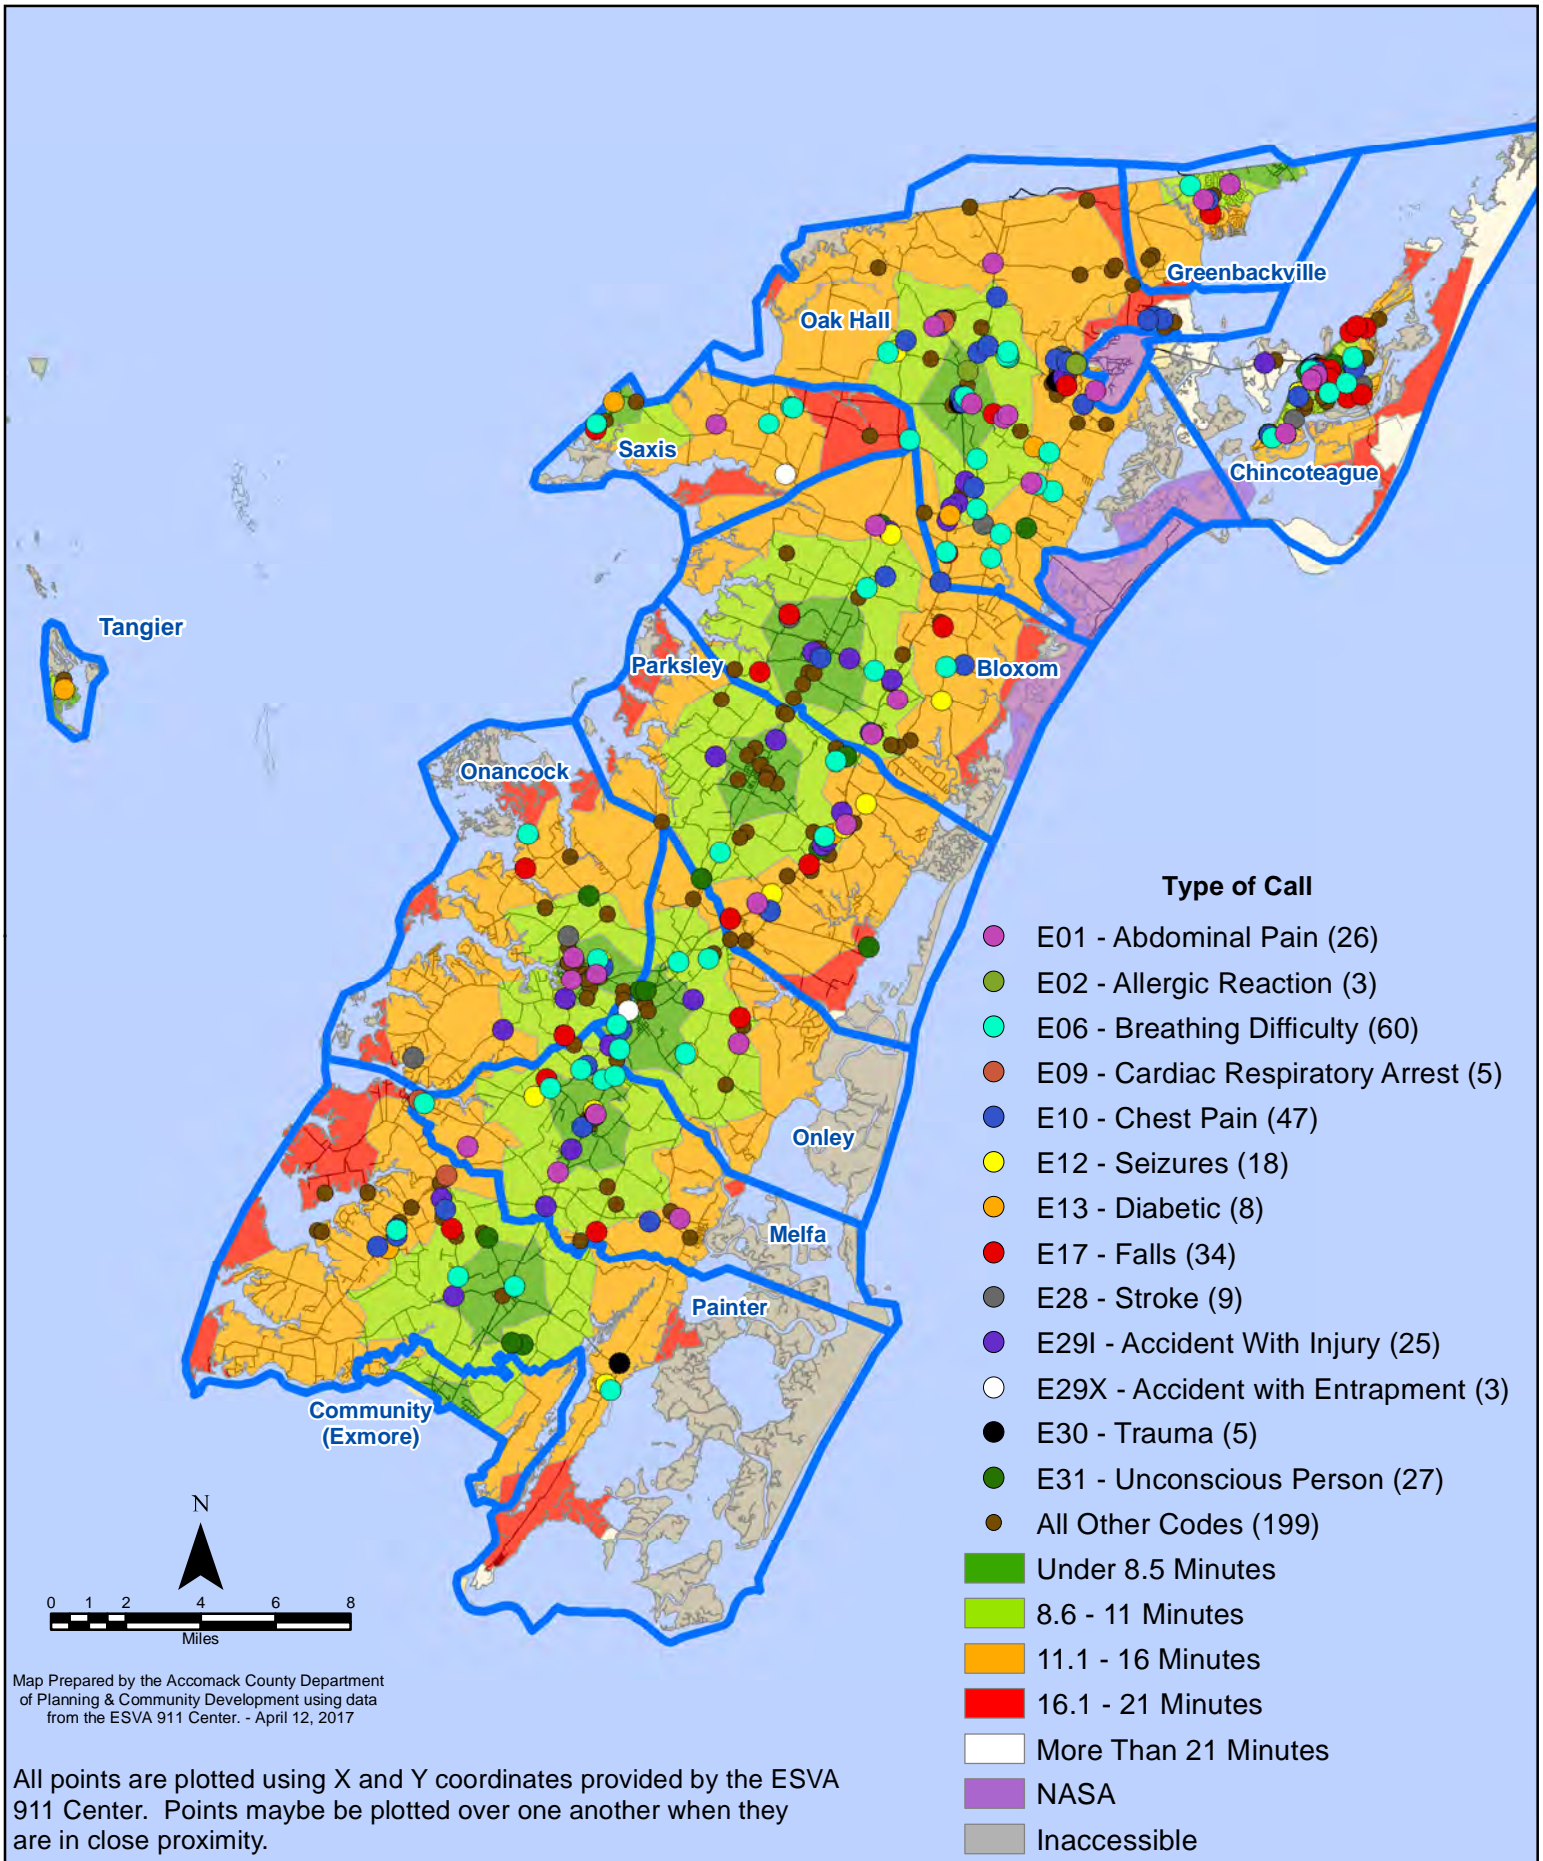 Greenbackville
Oak Hall
Saxis
Chincoteague
Tangier
Parksley
Bloxom
Onancock
Onley
Melfa
Painter
Community
(Exmore)
Type of Call
E01 - Abdominal Pain (26)
E02 - Allergic Reaction (3)
E06 - Breathing Difficulty (60)
E09 - Cardiac Respiratory Arrest (5)
E10 - Chest Pain (47)
E12 - Seizures (18)
E13 - Diabetic (8)
E17 - Falls (34)
E28 - Stroke (9)
E29I - Accident With Injury (25)
E29X - Accident with Entrapment (3)
E30 - Trauma (5)
E31 - Unconscious Person (27)
All Other Codes (199)
Under 8.5 Minutes
8.6 - 11 Minutes
11.1 - 16 Minutes
16.1 - 21 Minutes
More Than 21 Minutes
NASA
Inaccessible
N
0 1 2 4 6 8
Miles
Map Prepared by the Accomack County Department
of Planning & Community Development using data
from the ESVA 911 Center. - April 12, 2017
All points are plotted using X and Y coordinates provided by the ESVA
911 Center. Points maybe be plotted over one another when they
are in close proximity.